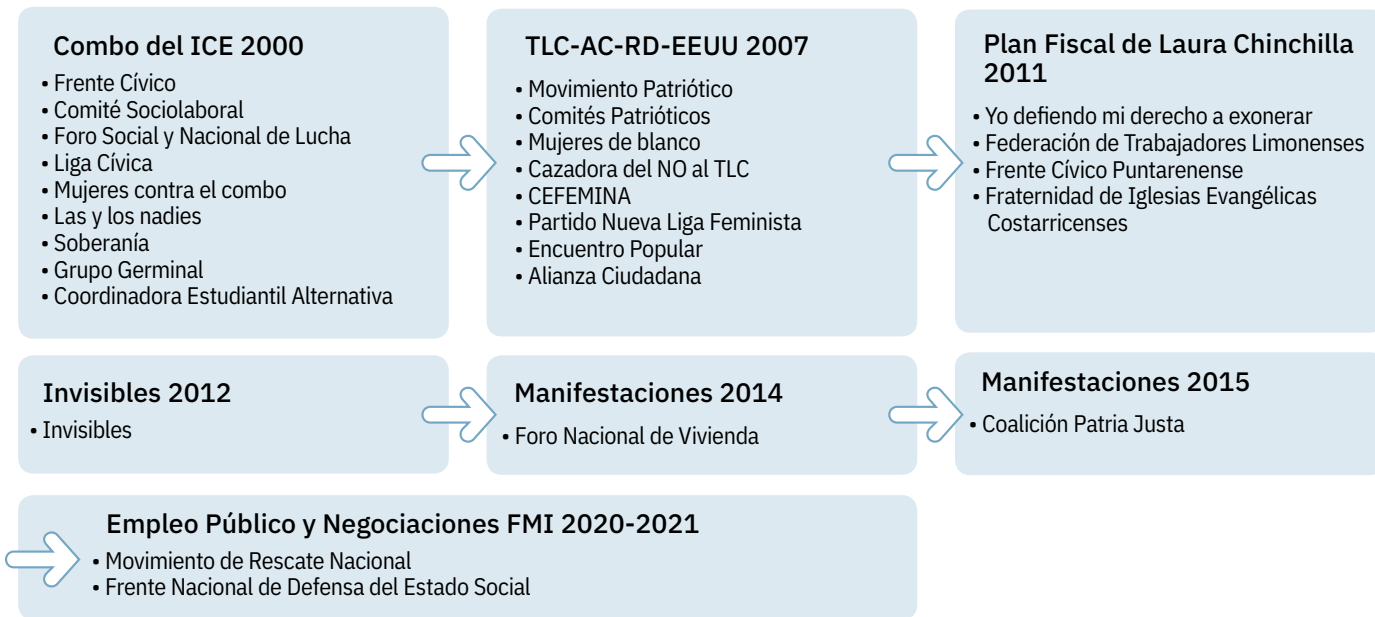 Combo del ICE 2000
• Frente Cívico
• Comité Sociolaboral
• Foro Social y Nacional de Lucha
• Liga Cívica
• Mujeres contra el combo
• Las y los nadies
• Soberanía
• Grupo Germinal
• Coordinadora Estudiantil Alternativa
TLC-AC-RD-EEUU 2007
• Movimiento Patriótico
• Comités Patrióticos
• Mujeres de blanco
• Cazadora del NO al TLC
• CEFEMINA
• Partido Nueva Liga Feminista
• Encuentro Popular
• Alianza Ciudadana
Plan Fiscal de Laura Chinchilla
2011
• Yo defiendo mi derecho a exonerar
• Federación de Trabajadores Limonenses
• Frente Cívico Puntarenense
• Fraternidad de Iglesias Evangélicas
Costarricenses
Invisibles 2012
• Invisibles
Manifestaciones 2014
• Foro Nacional de Vivienda
Manifestaciones 2015
• Coalición Patria Justa
Empleo Público y Negociaciones FMI 2020-2021
• Movimiento de Rescate Nacional
• Frente Nacional de Defensa del Estado Social